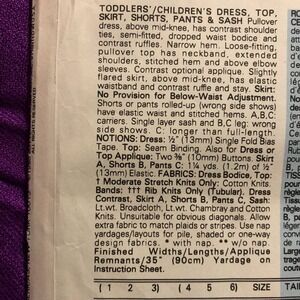 TODDLERS'/CHILDREN'S DRESS, TOP,
SKIRT, SHORTS, PANTS & SASH Pullover
dress, above mid-knee, has contrast shoulder
ties, semi-fitted, dropped waist bodice and
contrast ruffles. Narrow hem. Loose-fitting,
pullover top has neckband, extended
shoulders, stitched hem and above elbow
sleeves. Contrast optional applique. Slightly
flared skirt, above mid-knee, has elastic
waistband and contrast ruffles. Skirt:
No Provision for Below-Waist Adjustment.
Shorts or pants rolled-up (wrong side shows)
have elastic waist and stitched hems. A,B,C:
carriers. Single layer sash and B,C leg; wrong
side shows. C: longer than full-length.
NOTIONS: Dress: ½" (13mm) Single Fold Bias
Tape. Top: Seam Binding. Also for Dress or
Top Applique: Two ⅜" (10mm) Buttons. Skirt
A, Shorts B, Pants C: 1¼ yds. (1.2m) of ½"
(13mm) Elastic. FABRICS: Dress Bodice, Top:
† Moderate Stretch Knits Only: Cotton Knits.
Bands: ††† Rib Knits Only (Tubular). Dress
Contrast, Skirt A, Shorts B, Pants C, Sash:
Lt.wt. Broadcloth, Lt.wt. Chambray and Cotton
Knits. Unsuitable for obvious diagonals. Allow
extra fabric to match plaids or stripes. Use nap
yardages/layouts for pile, shaded or one-way
design fabrics. * with nap. ** w/o nap.
Finished Widths/Lengths/Applique
Remnants/35" (90cm) Yardage on
Instruction Sheet.
( 1 2 3) (4 5 6) SIZE